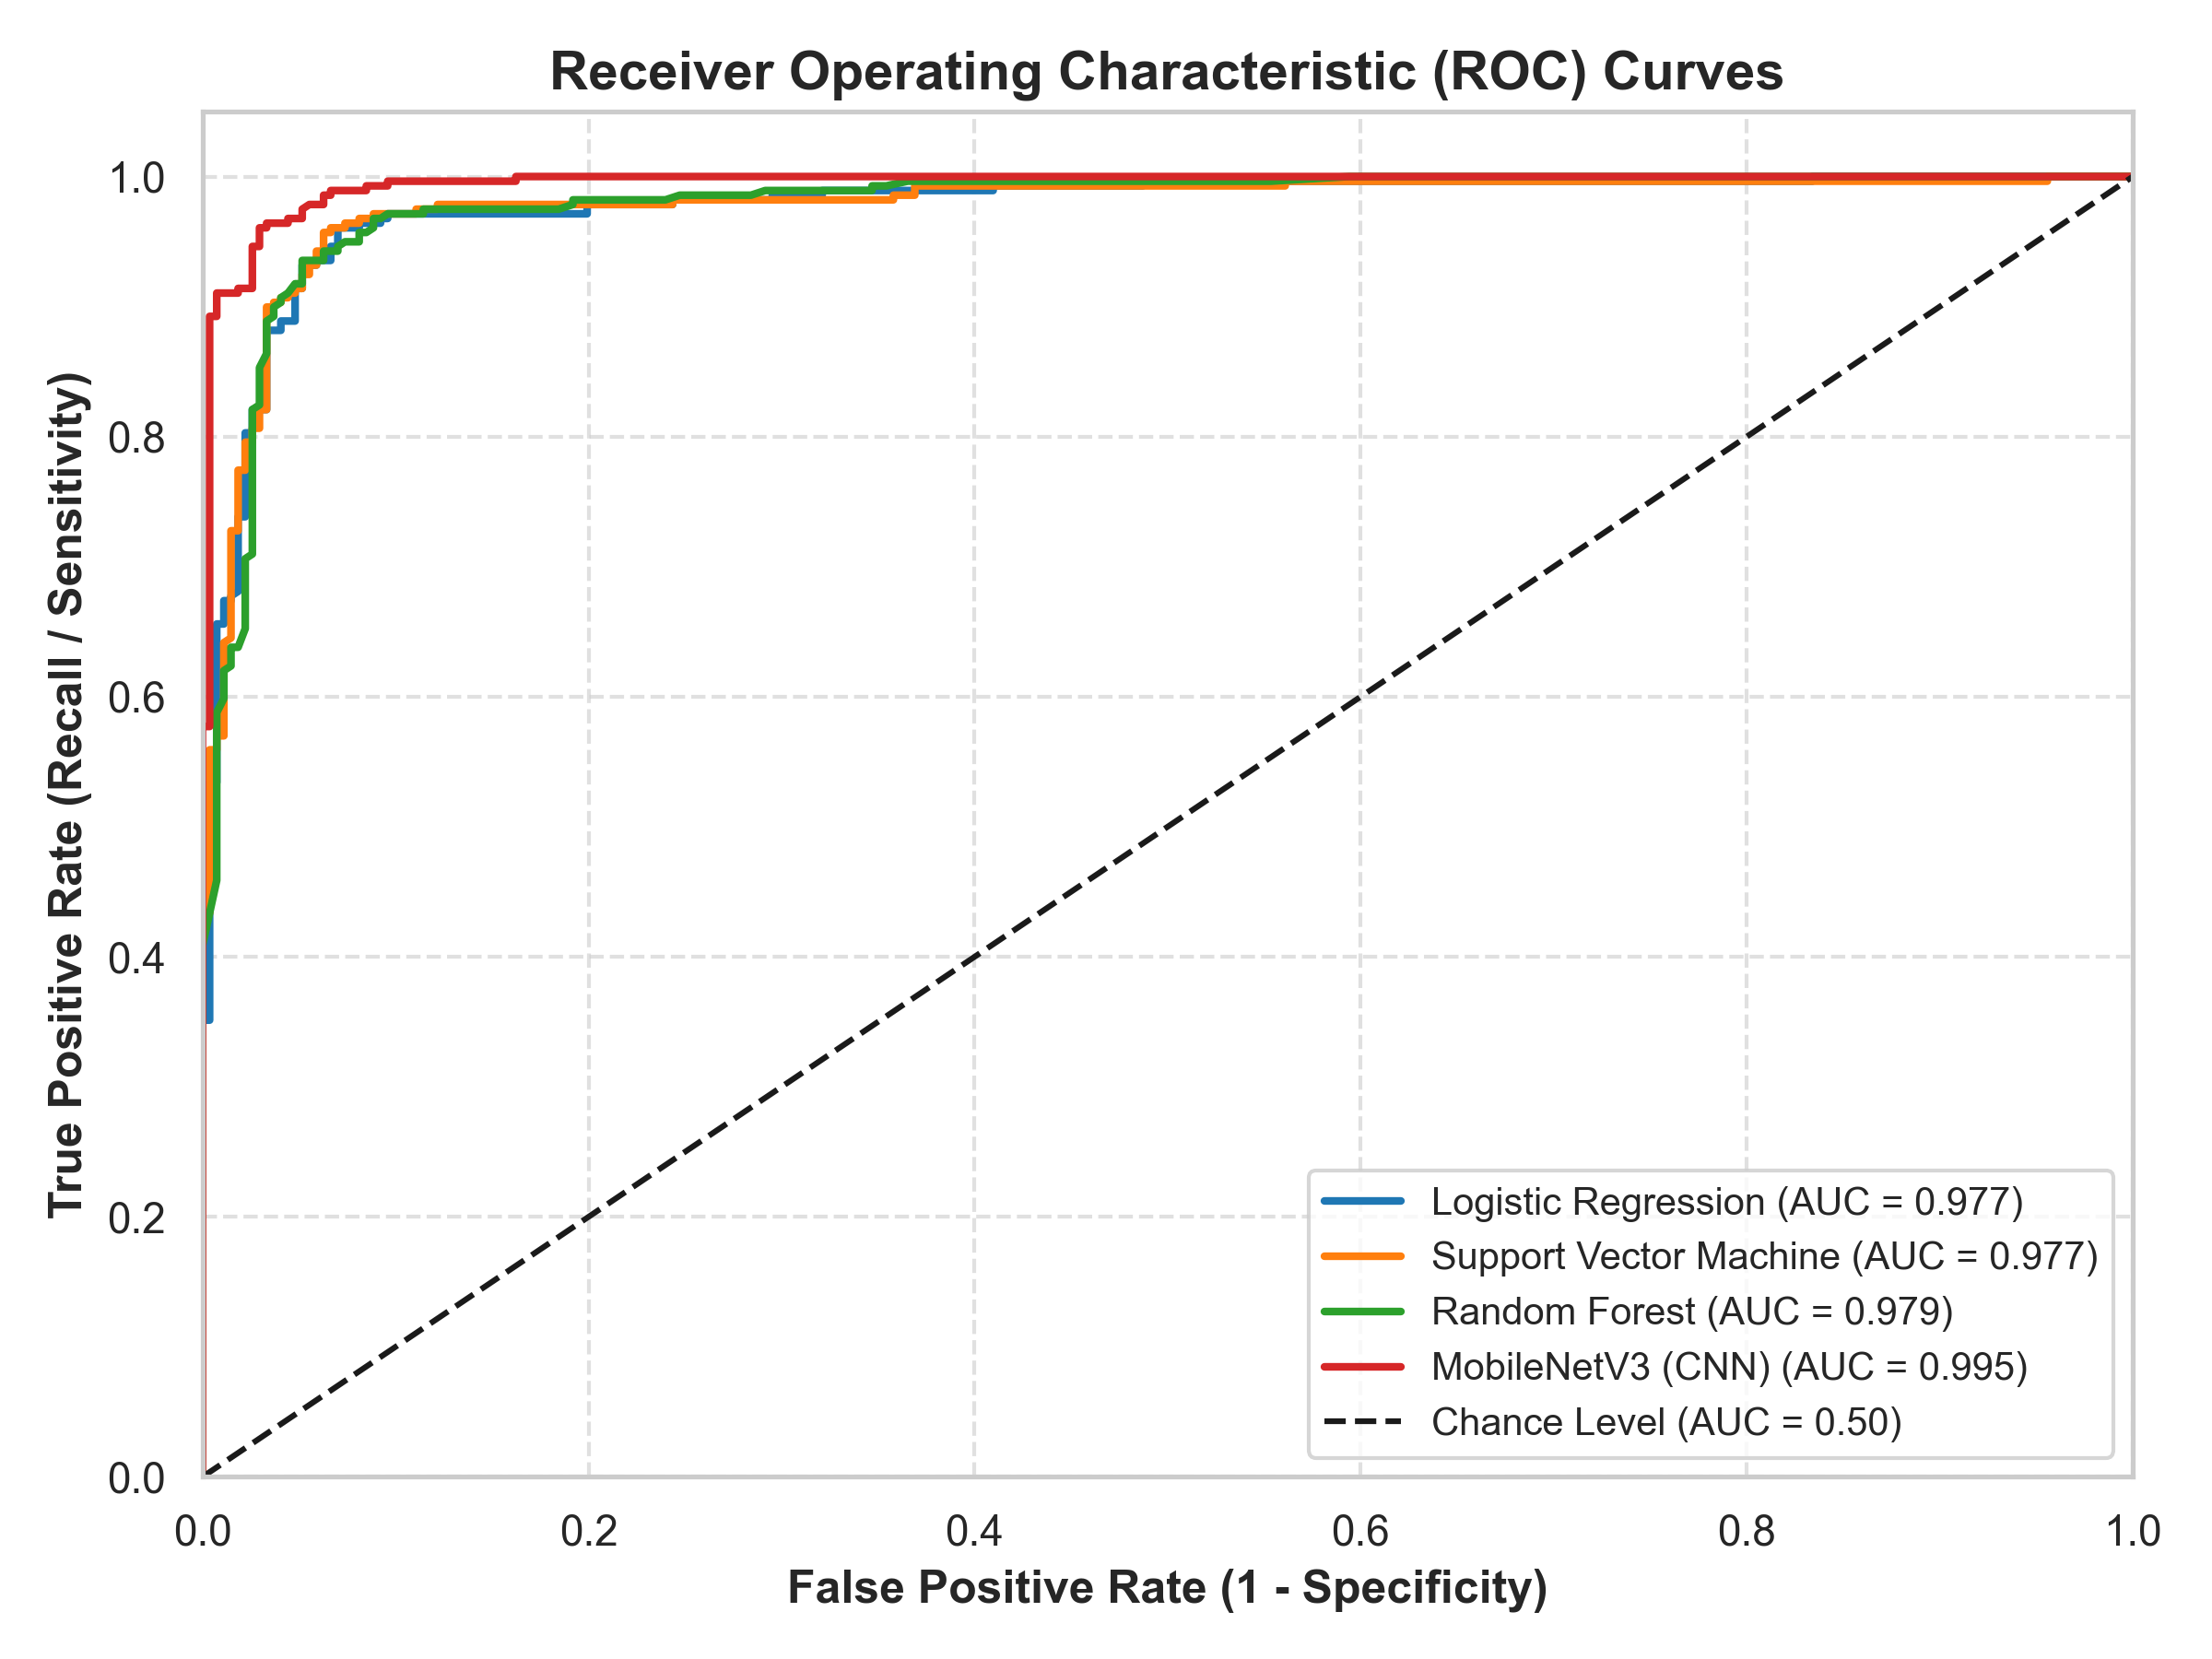 Receiver Operating Characteristic (ROC) Curves
True Positive Rate (Recall / Sensitivity)
1.0
0.8
0.6
0.4
0.2
0.0
0.0 0.2 0.4 0.6 0.8 1.0
False Positive Rate (1 - Specificity)
Logistic Regression (AUC = 0.977)
Support Vector Machine (AUC = 0.977)
Random Forest (AUC = 0.979)
MobileNetV3 (CNN) (AUC = 0.995)
Chance Level (AUC = 0.50)